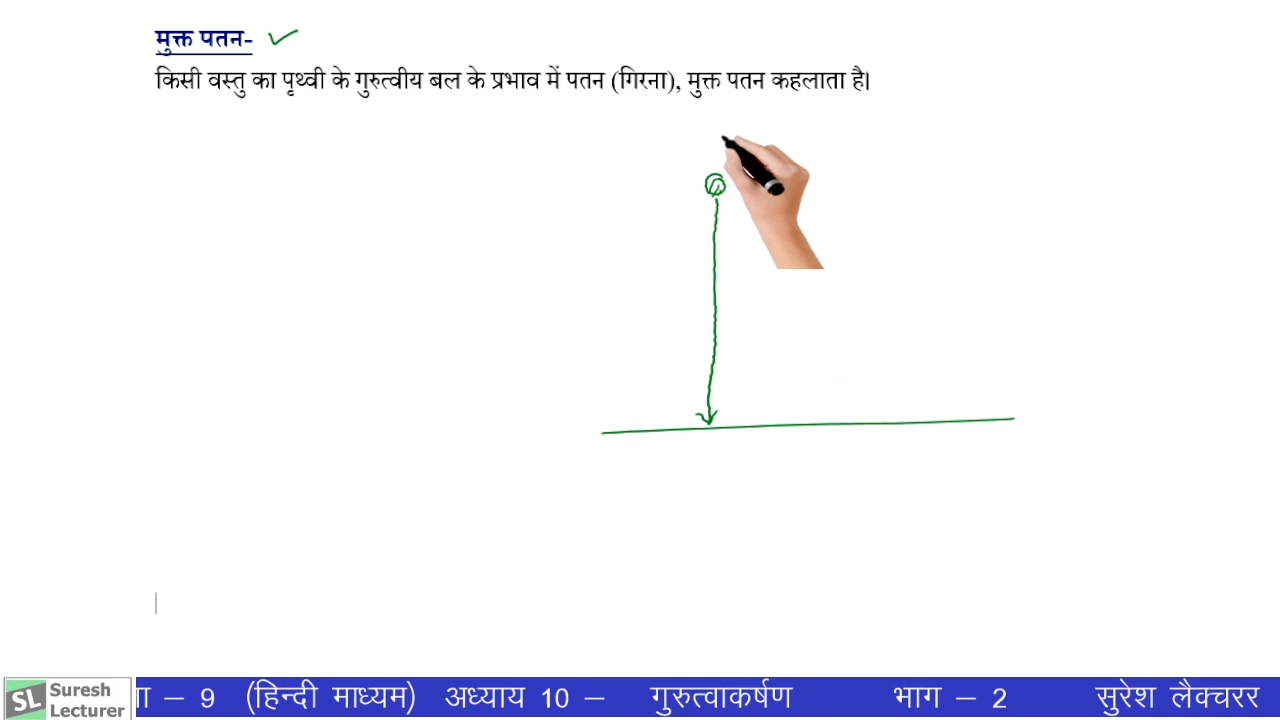 मुक्त पतन-
किसी वस्तु का पृथ्वी के गुरुत्वीय बल के प्रभाव में पतन (गिरना), मुक्त पतन कहलाता है।
SL Suresh Lecturer
– 9 (हिन्दी माध्यम) अध्याय 10 – गुरुत्वाकर्षण भाग – 2 सुरेश लैक्चरर